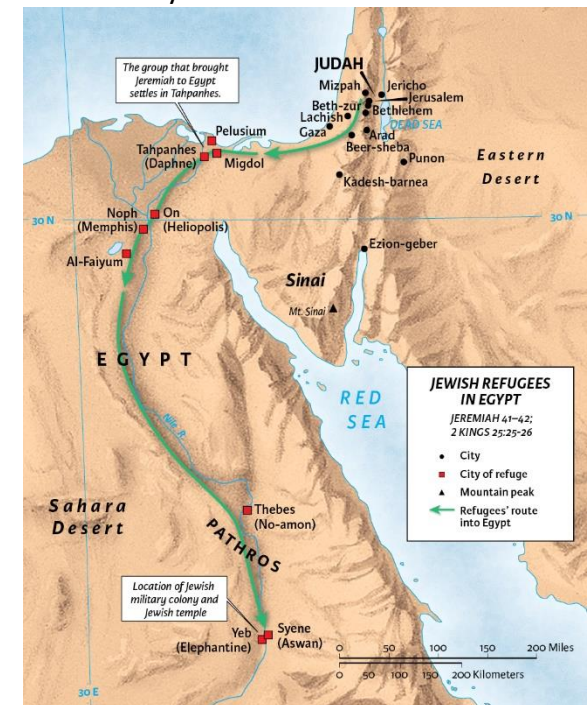 The group that brought
Jeremiah to Egypt
settles in Tahpanhes.
JUDAH
Mizpah
Jericho
Jerusalem
Beth-zur
Bethlehem
Lachish
DEAD SEA
Gaza
Arad
Beer-sheba
Pelusium
Tahpanhes
(Daphne)
Migdol
Punon
Eastern
Desert
Kadesh-barnea
30 N
Noph
(Memphis)
On
(Heliopolis)
30 N
Al-Faiyum
Ezion-geber
Sinai
Mt. Sinai
EGYPT
RED
SEA
Nile R.
JEWISH REFUGEES
IN EGYPT
JEREMIAH 41–42;
2 KINGS 25:25-26
City
City of refuge
Mountain peak
Refugees' route
into Egypt
Sahara
Desert
Thebes
(No-amon)
PATHROS
Location of Jewish
military colony and
Jewish temple
Yeb
(Elephantine)
Syene
(Aswan)
0 50 100 150 200 Miles
0 50 100 150 200 Kilometers
30 E